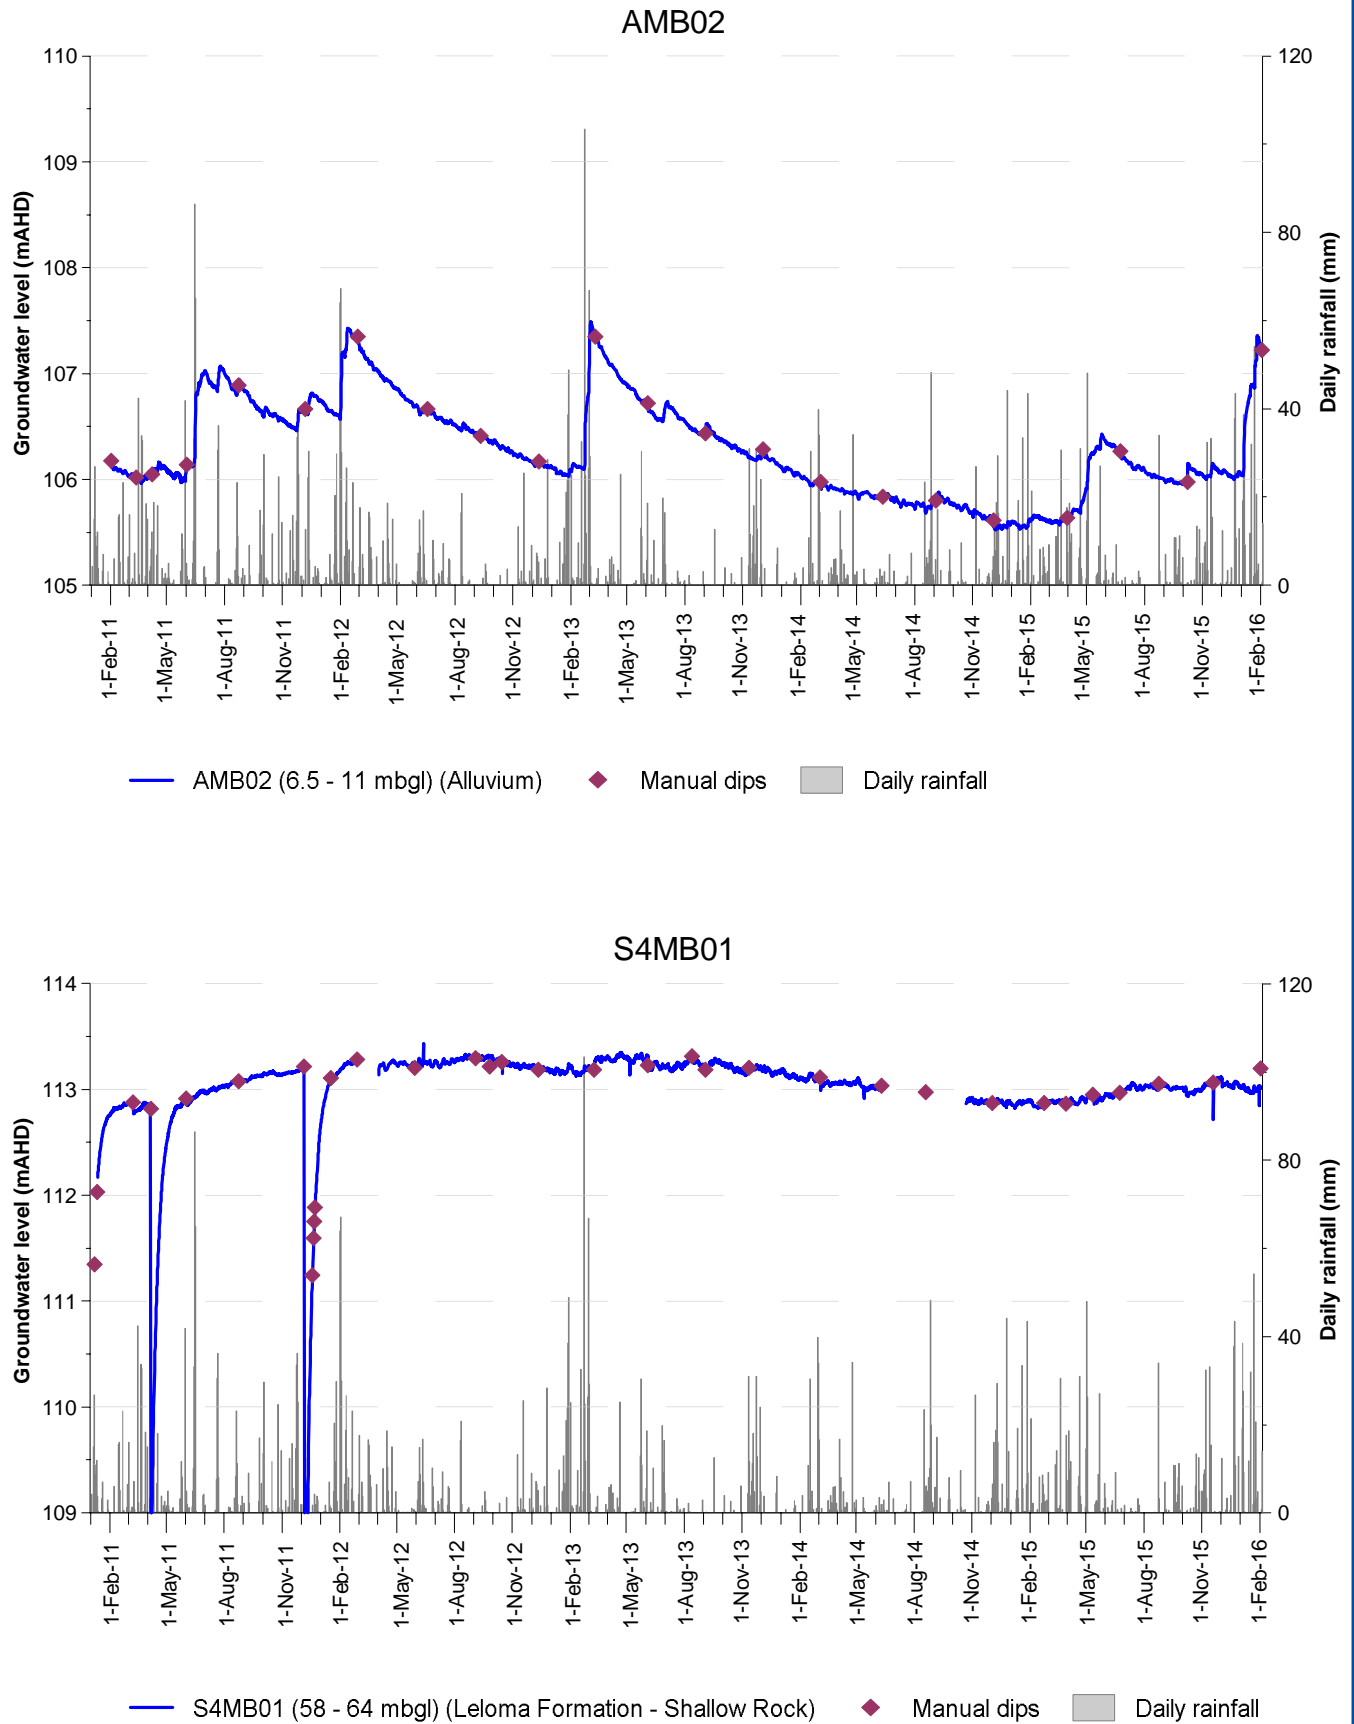 AMB02
110
109
108
107
106
105
Groundwater level (mAHD)
120
80
40
0
Daily rainfall (mm)
1-Feb-11
1-May-11
1-Aug-11
1-Nov-11
1-Feb-12
1-May-12
1-Aug-12
1-Nov-12
1-Feb-13
1-May-13
1-Aug-13
1-Nov-13
1-Feb-14
1-May-14
1-Aug-14
1-Nov-14
1-Feb-15
1-May-15
1-Aug-15
1-Nov-15
1-Feb-16
AMB02 (6.5 - 11 mbgl) (Alluvium) Manual dips Daily rainfall
S4MB01
114
113
112
111
110
109
Groundwater level (mAHD)
120
80
40
0
Daily rainfall (mm)
1-Feb-11
1-May-11
1-Aug-11
1-Nov-11
1-Feb-12
1-May-12
1-Aug-12
1-Nov-12
1-Feb-13
1-May-13
1-Aug-13
1-Nov-13
1-Feb-14
1-May-14
1-Aug-14
1-Nov-14
1-Feb-15
1-May-15
1-Aug-15
1-Nov-15
1-Feb-16
S4MB01 (58 - 64 mbgl) (Leloma Formation - Shallow Rock) Manual dips Daily rainfall